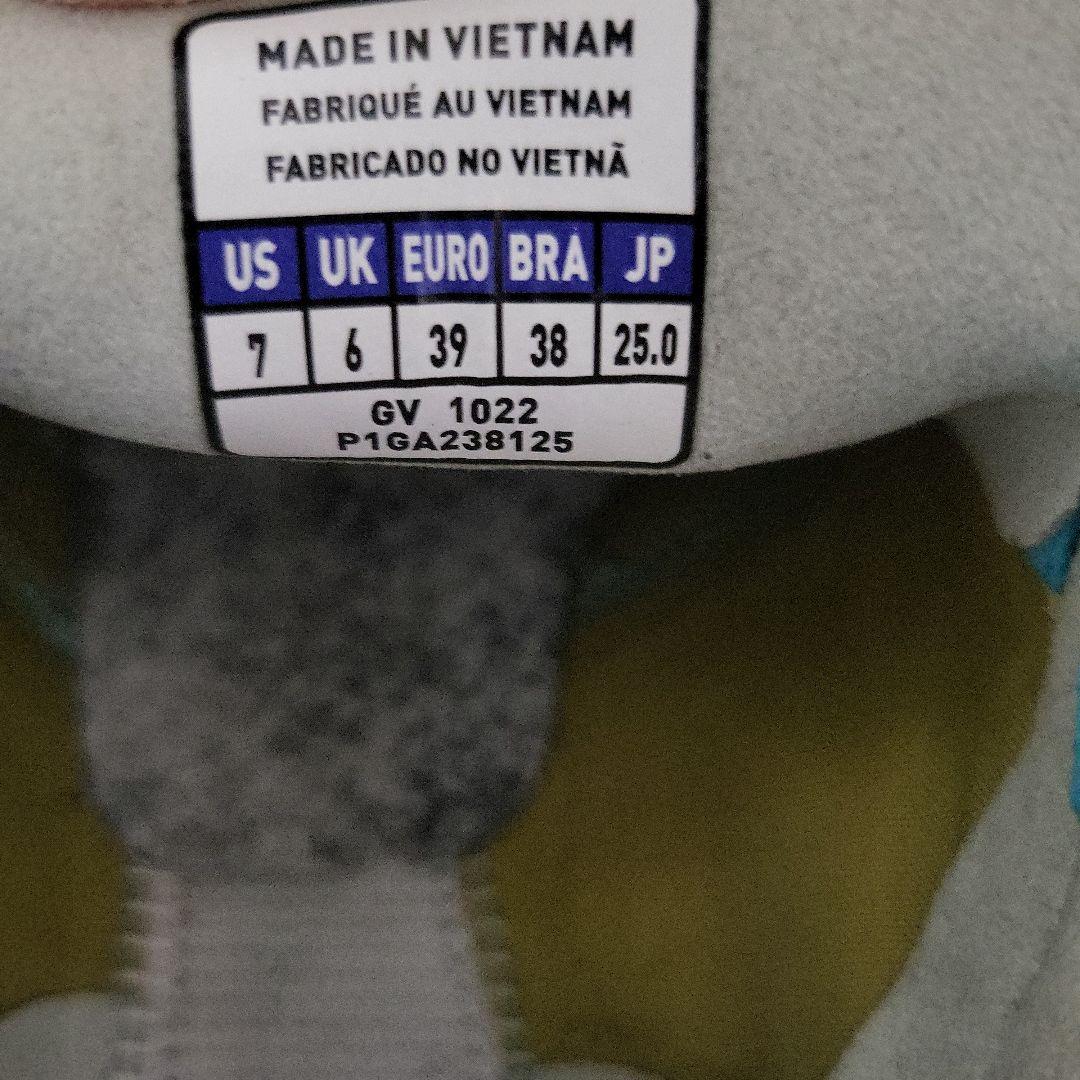 MADE IN VIETNAM
FABRIQUÉ AU VIETNAM
FABRICADO NO VIETNÃ
US UK EURO BRA JP
7 6 39 38 25.0
GV 1022
P1GA238125